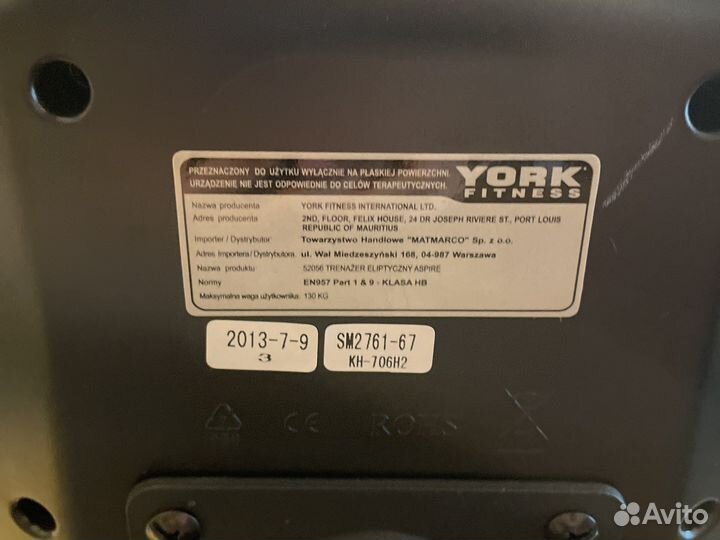 PRZEZNACZONY DO UŻYTKU WYŁĄCZNIE NA PŁASKIEJ POWIERZCHNI.
URZĄDZENIE NIE JEST ODPOWIEDNIE DO CELÓW TERAPEUTYCZNYCH.
YORK
FITNESS
Nazwa producenta YORK FITNESS INTERNATIONAL LTD.
Adres producenta 2ND, FLOOR, FELIX HOUSE, 24 DR JOSEPH RIVIERE ST., PORT LOUIS
REPUBLIC OF MAURITIUS
Importer / Dystrybutor Towarzystwo Handlowe "MATMARCO" Sp. z o.o.
Adres Importera / Dystrybutora ul. Wał Miedzeszyński 168, 04-987 Warszawa
Nazwa produktu 52056 TRENAŻER ELIPTYCZNY ASPIRE
Normy EN957 Part 1 & 9 - KLASA HB
Maksymalna waga użytkownika: 130 KG
2013-7-9
3
SM2761-67
KH-706H2
CE
ROHS
Avito